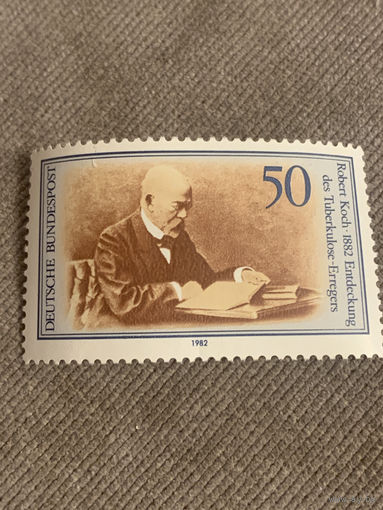 DEUTSCHE BUNDESPOST
50
Robert Koch · 1882 Entdeckung
des Tuberkulose-Erregers
1982